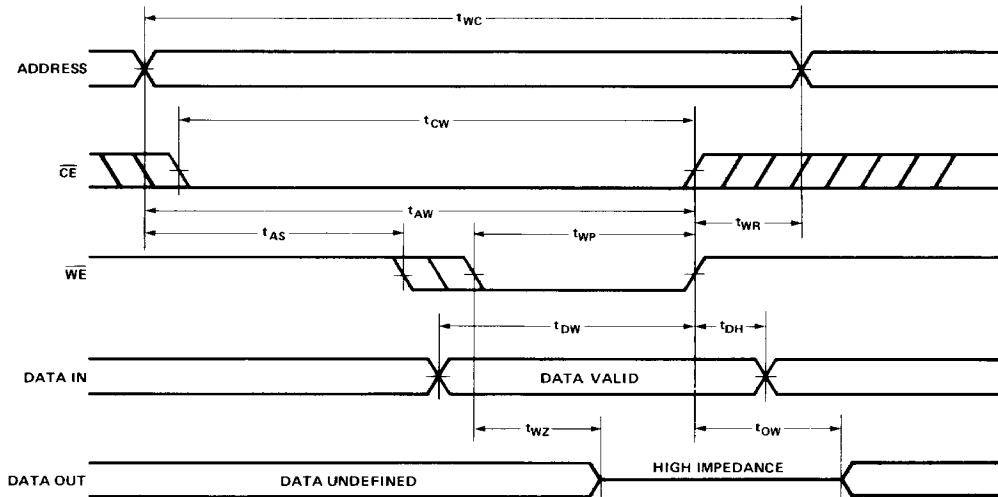 tWC
ADDRESS
tCW
CE
tAW
tAS
tWP
tWR
WE
tDW
tDH
DATA IN
DATA VALID
tWZ
tOW
DATA OUT
DATA UNDEFINED
HIGH IMPEDANCE